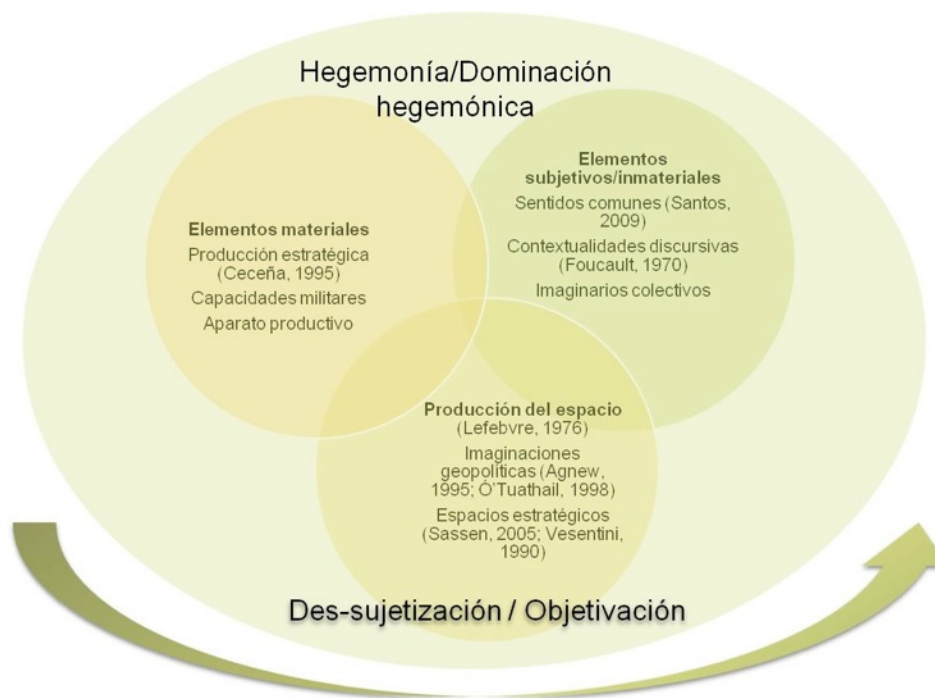 Hegemonía/Dominación
hegemónica
Elementos materiales
Producción estratégica
(Ceceña, 1995)
Capacidades militares
Aparato productivo
Elementos
subjetivos/inmateriales
Sentidos comunes (Santos,
2009)
Contextualidades discursivas
(Foucault, 1970)
Imaginarios colectivos
Producción del espacio
(Lefebvre, 1976)
Imaginaciones
geopolíticas (Agnew,
1995; Ó'Tuathail, 1998)
Espacios estratégicos
(Sassen, 2005; Vesentini,
1990)
Des-sujetización / Objetivación